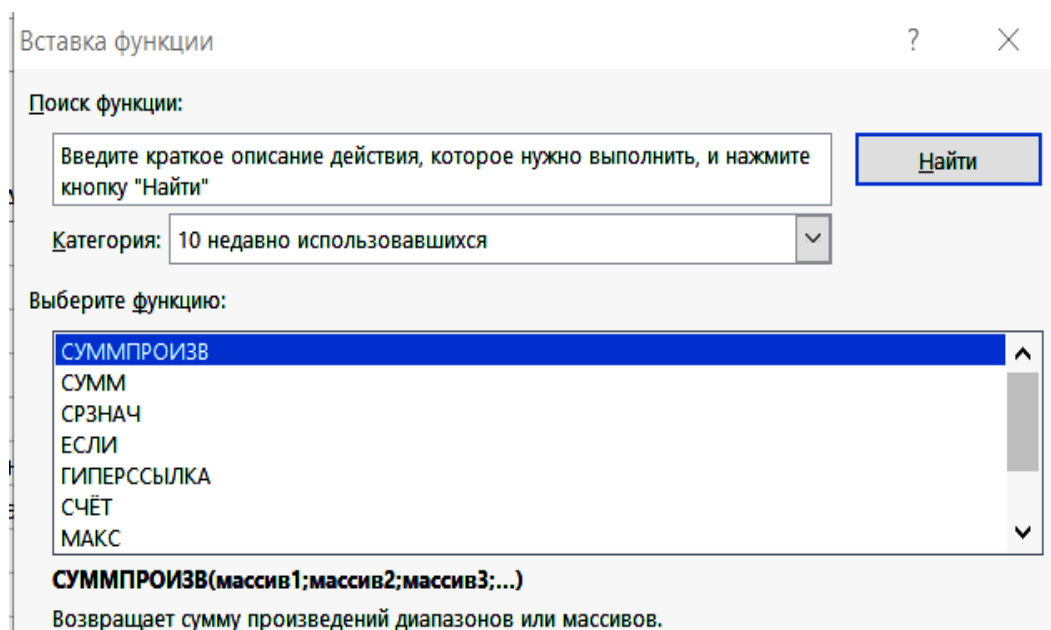 Вставка функции ?
Поиск функции:
Введите краткое описание действия, которое нужно выполнить, и нажмите
кнопку "Найти"
Найти
Категория: 10 недавно использовавшихся
Выберите функцию:
СУММПРОИЗВ
СУММ
СРЗНАЧ
ЕСЛИ
ГИПЕРССЫЛКА
СЧЁТ
МАКС
СУММПРОИЗВ(массив1;массив2;массив3;...)
Возвращает сумму произведений диапазонов или массивов.